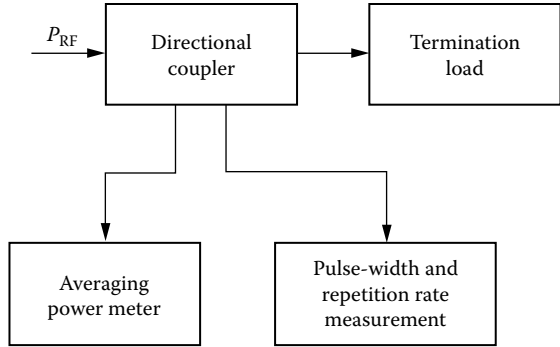 P_RF
Directional
coupler
Termination
load
Averaging
power meter
Pulse-width and
repetition rate
measurement